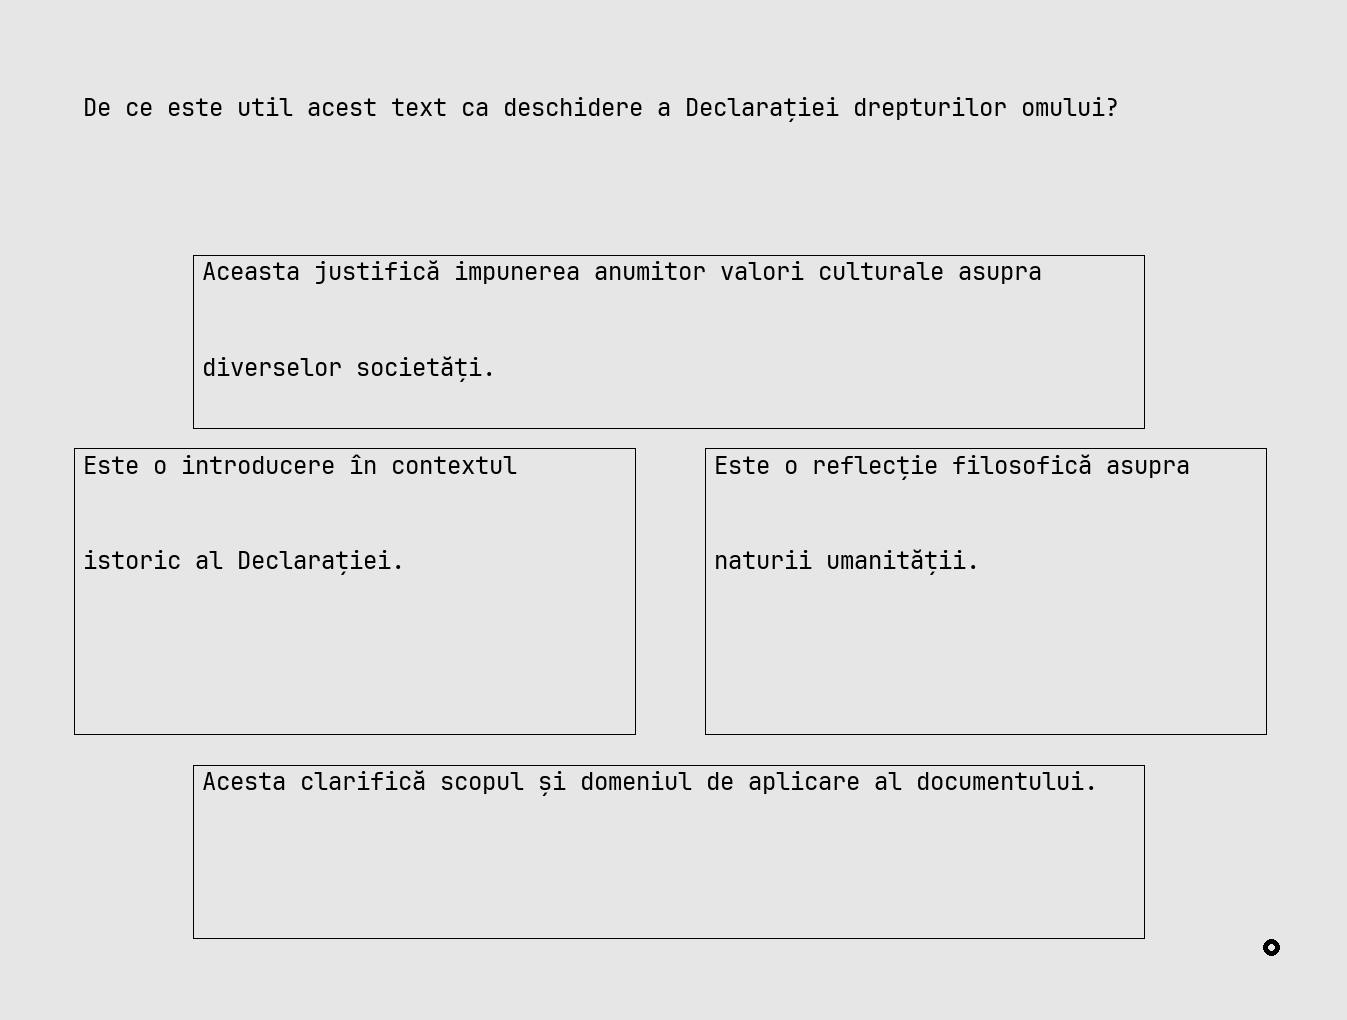 De ce este util acest text ca deschidere a Declarației drepturilor omului?
Aceasta justifică impunerea anumitor valori culturale asupra
diverselor societăți.
Este o introducere în contextul
istoric al Declarației.
Este o reflecție filosofică asupra
naturii umanității.
Acesta clarifică scopul și domeniul de aplicare al documentului.